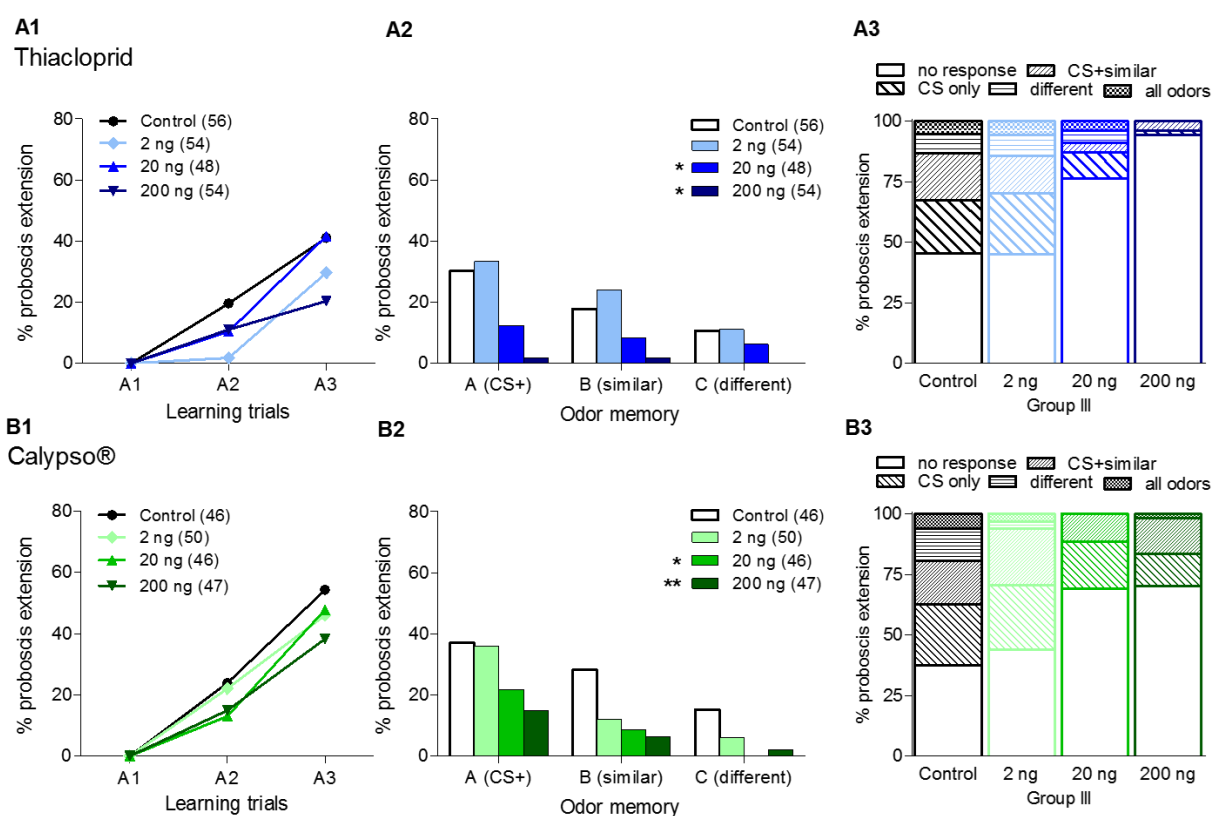 A1
Thiacloprid
Control (56)
2 ng (54)
20 ng (48)
200 ng (54)
80
60
40
20
0
% proboscis extension
A1 A2 A3
Learning trials
A2
Control (56)
2 ng (54)
* 20 ng (48)
* 200 ng (54)
80
60
40
20
0
% proboscis extension
A (CS+) B (similar) C (different)
Odor memory
A3
no response CS+similar
CS only different all odors
100
75
50
25
0
% proboscis extension
Control 2 ng 20 ng 200 ng
Group III
B1
Calypso®
Control (46)
2 ng (50)
20 ng (46)
200 ng (47)
80
60
40
20
0
% proboscis extension
A1 A2 A3
Learning trials
B2
Control (46)
2 ng (50)
* 20 ng (46)
** 200 ng (47)
80
60
40
20
0
% proboscis extension
A (CS+) B (similar) C (different)
Odor memory
B3
no response CS+similar
CS only different all odors
100
75
50
25
0
% proboscis extension
Control 2 ng 20 ng 200 ng
Group III